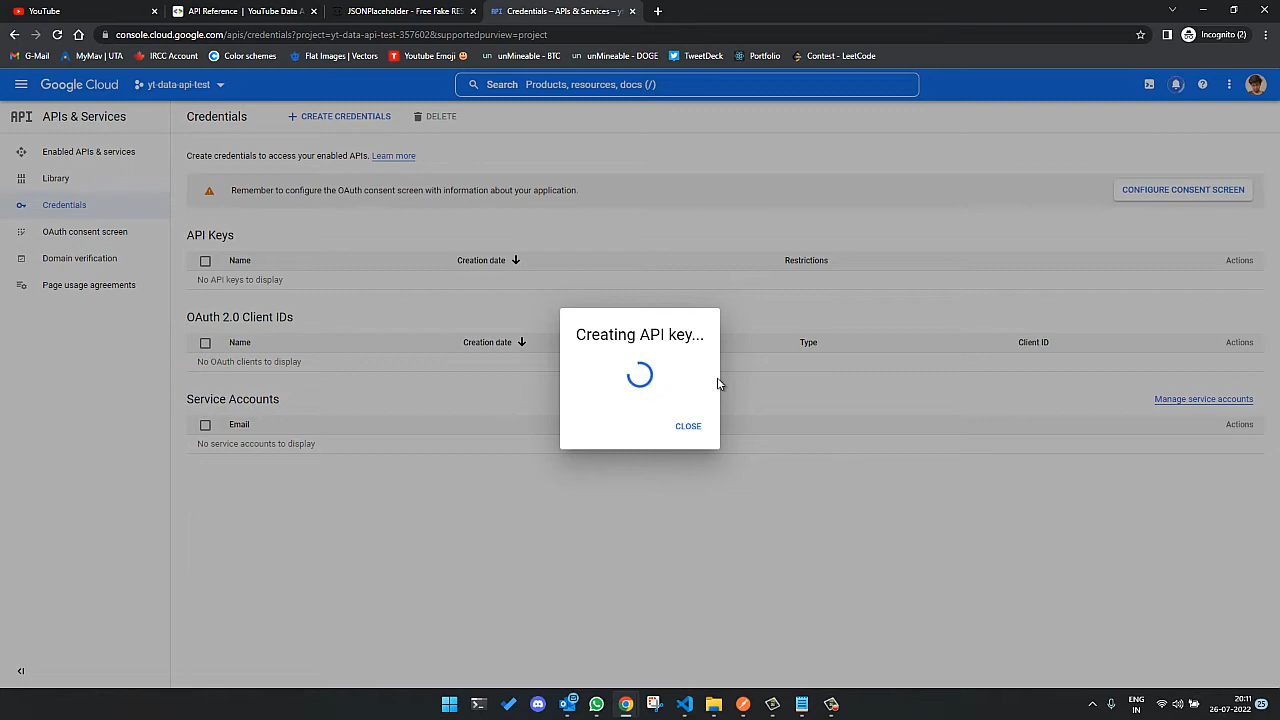 YouTube
API Reference | YouTube Data A
JSONPlaceholder - Free Fake RES
API Credentials – APIs & Services – yt
console.cloud.google.com/apis/credentials?project=yt-data-api-test-357602&supportedpurview=project
Incognito (2)
G-Mail
MyMav | UTA
IRCC Account
Color schemes
Flat Images | Vectors
Youtube Emoji 😀
un unMineable - BTC
un unMineable - DOGE
TweetDeck
Portfolio
Contest - LeetCode
Google Cloud
yt-data-api-test
Search Products, resources, docs (/)
API APIs & Services
Credentials
+ CREATE CREDENTIALS
DELETE
Enabled APIs & services
Library
Credentials
OAuth consent screen
Domain verification
Page usage agreements
Create credentials to access your enabled APIs. Learn more
Remember to configure the OAuth consent screen with information about your application.
CONFIGURE CONSENT SCREEN
API Keys
Name Creation date Restrictions Actions
No API keys to display
OAuth 2.0 Client IDs
Name Creation date Type Client ID Actions
No OAuth clients to display
Service Accounts
Manage service accounts
Email Actions
No service accounts to display
Creating API key...
CLOSE
ENG
IN
20:11
26-07-2022